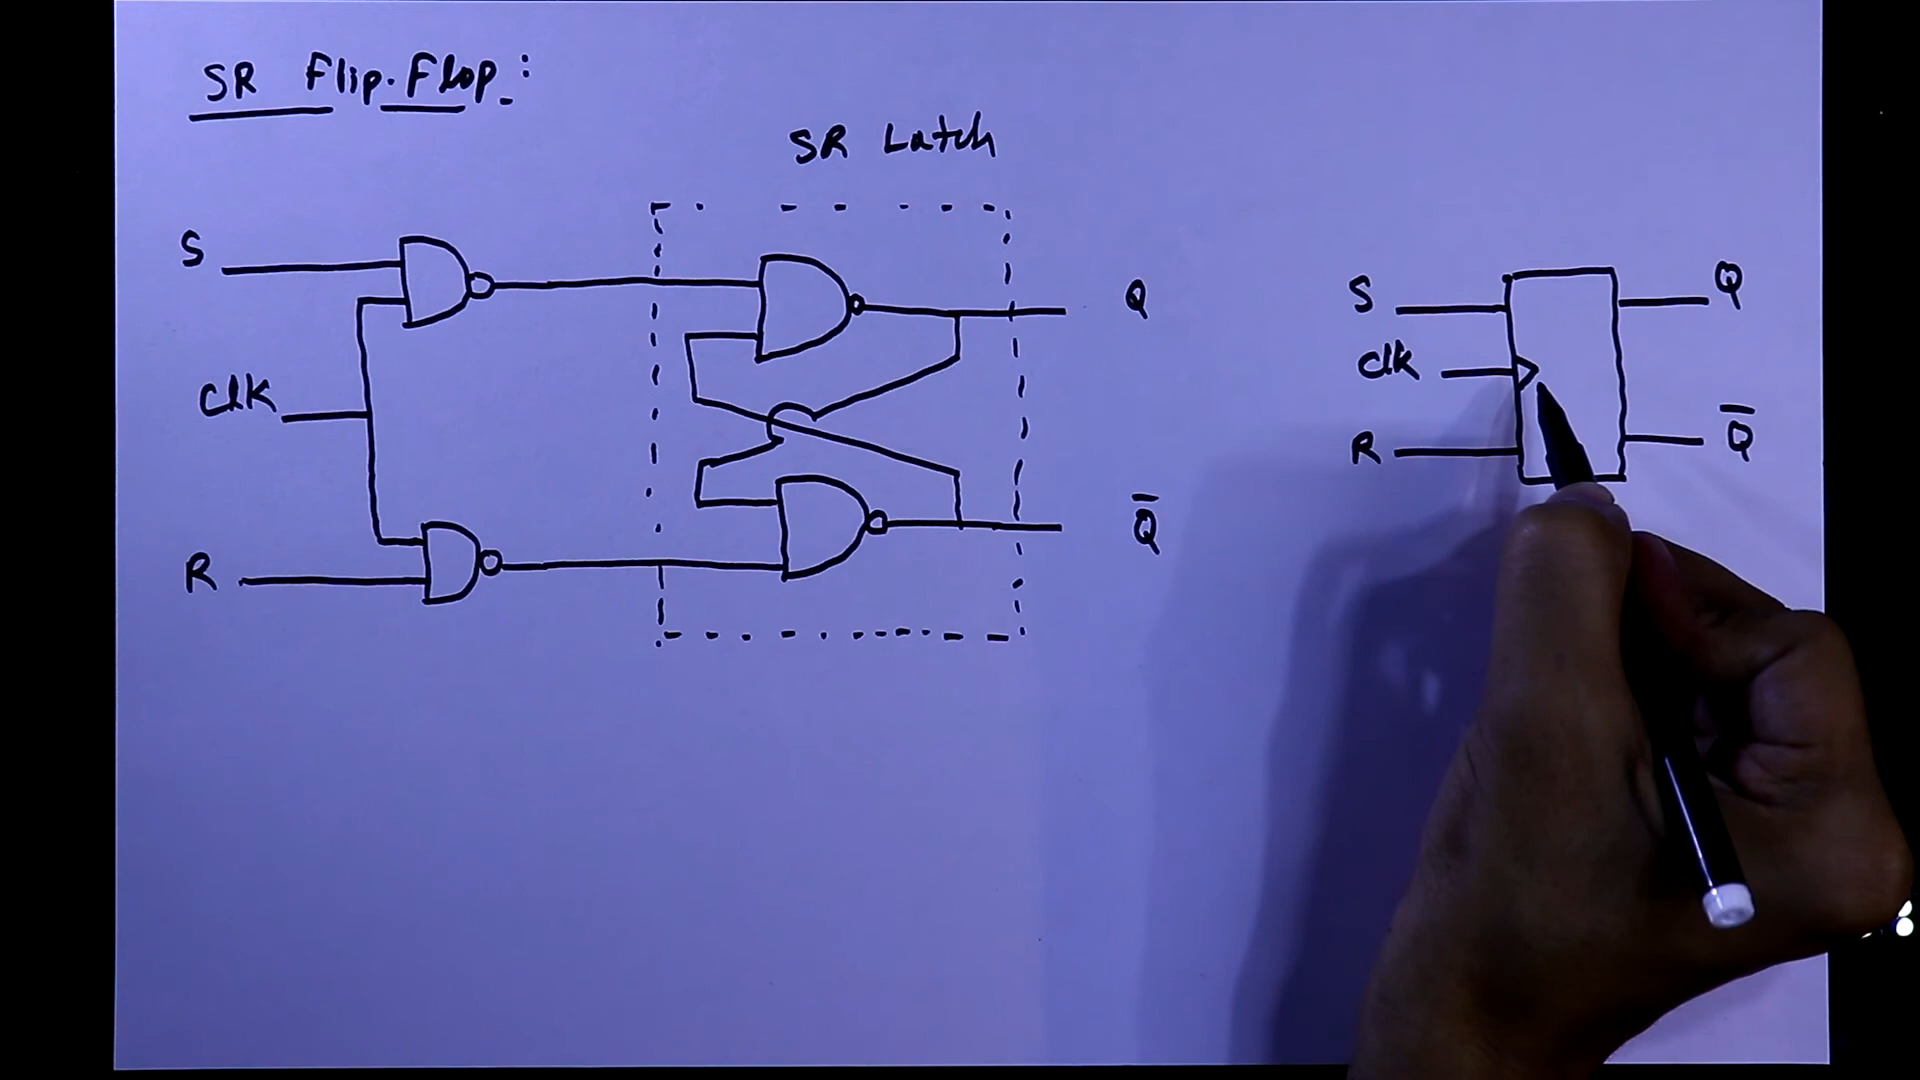 SR Flip-Flop:
SR Latch
S
Clk
R
Q
Q̅
S
Clk
R
Q
Q̅